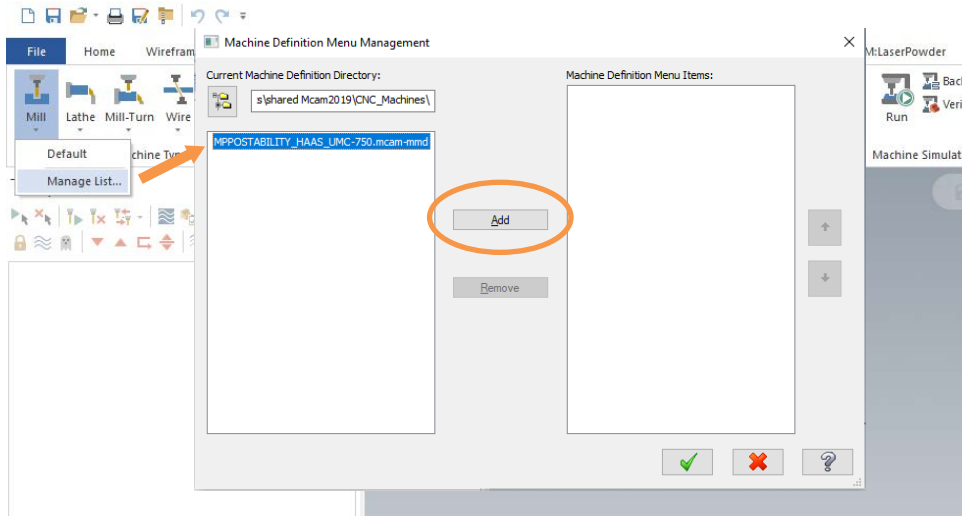 Machine Definition Menu Management
File Home Wirefram M:LaserPowder
Current Machine Definition Directory:
Machine Definition Menu Items:
s\shared Mcam2019\CNC_Machines\
Mill Lathe Mill-Turn Wire
Run
Back
Veri
MPPOSTABILITY_HAAS_UMC-750.mcam-mmd
Default
chine Typ
Machine Simulat
Manage List...
Add
Remove